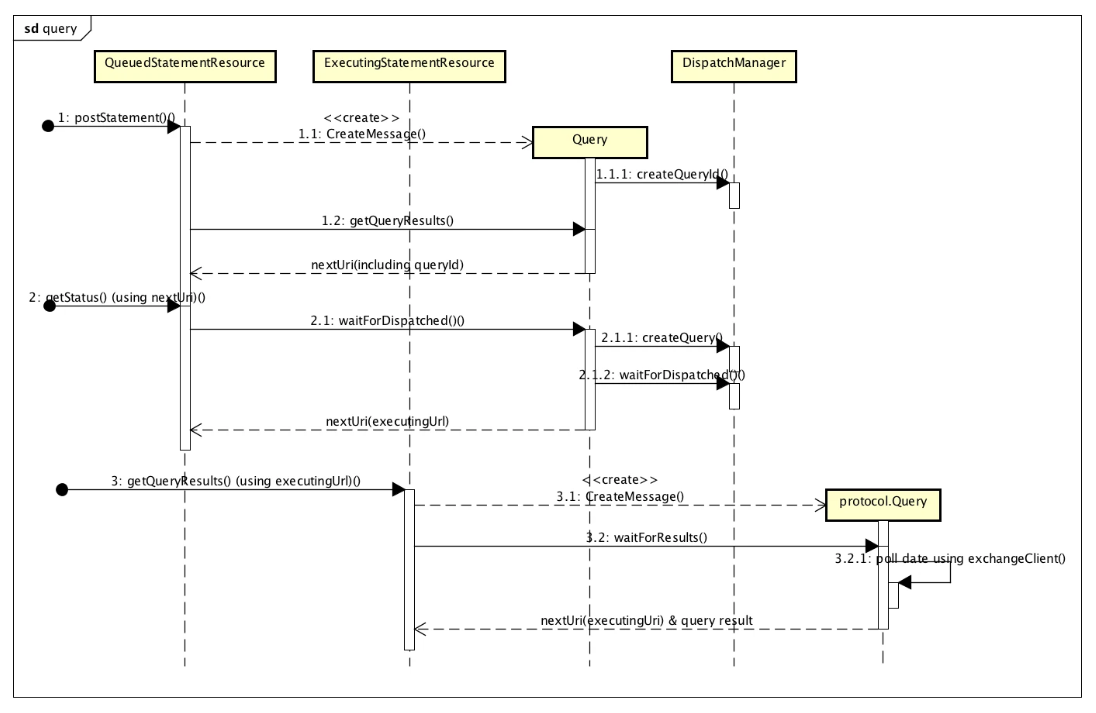 sd query
QueuedStatementResource
ExecutingStatementResource
DispatchManager
1: postStatement()()
<<create>>
1.1: CreateMessage()
Query
1.1.1: createQueryId()
1.2: getQueryResults()
nextUri(including queryId)
2: getStatus() (using nextUri)()
2.1: waitForDispatched()()
2.1.1: createQuery()
2.1.2: waitForDispatched()()
nextUri(executingUrl)
3: getQueryResults() (using executingUrl)()
<<create>>
3.1: CreateMessage()
protocol.Query
3.2: waitForResults()
3.2.1: poll date using exchangeClient()
nextUri(executingUri) & query result